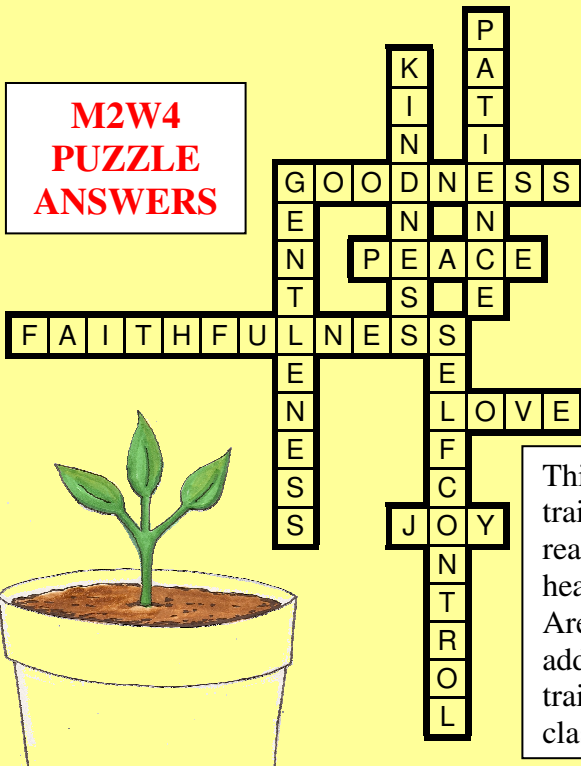 M2W4
PUZZLE
ANSWERS
PATIENCE
KINDNESS
GOODNESS
GENTLENESS
PEACE
FAITHFULNESS
SELFCONTROL
LOVE
JOY
Thi
trai
rea
hea
Are
add
trai
cla